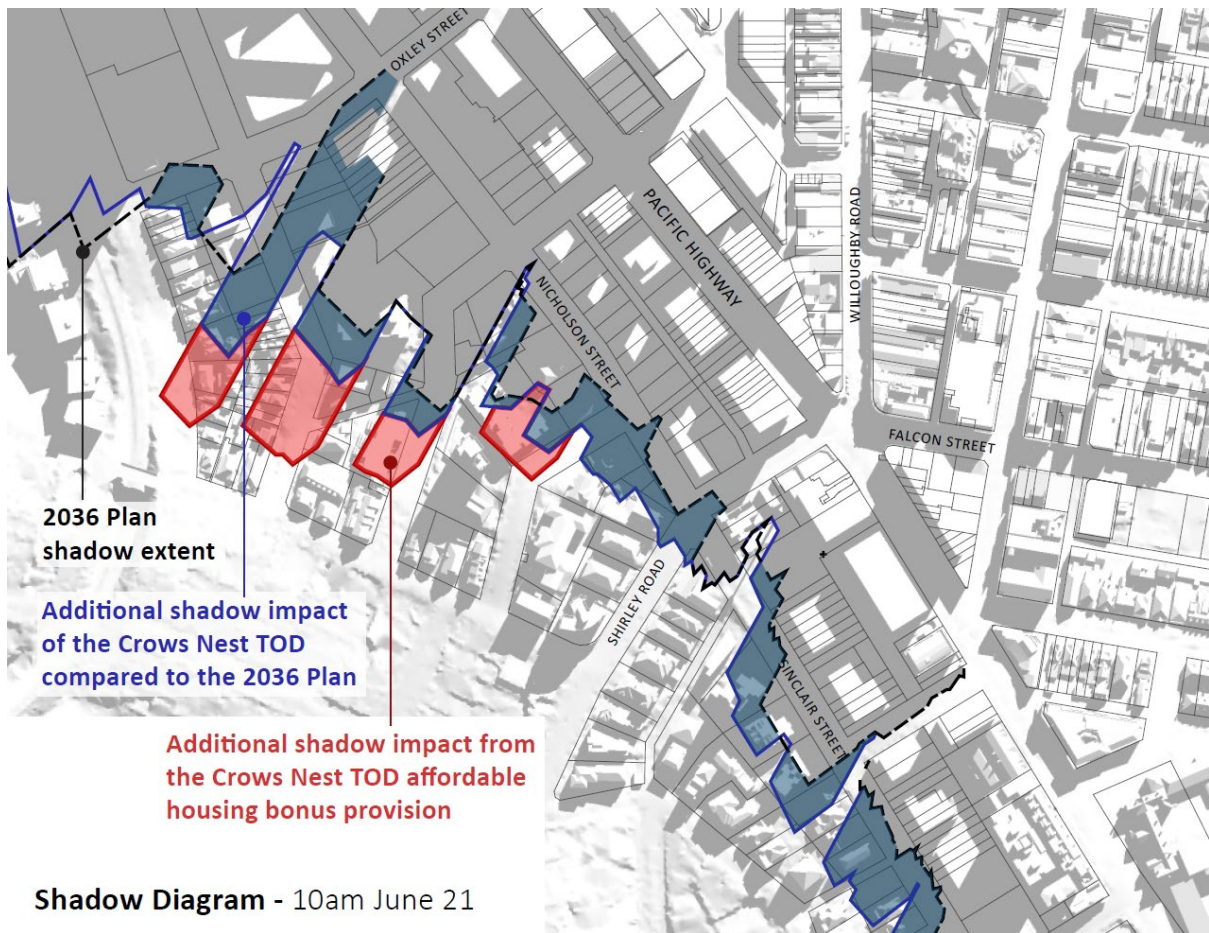 OXLEY STREET
PACIFIC HIGHWAY
WILLOUGHBY ROAD
NICHOLSON STREET
FALCON STREET
SHIRLEY ROAD
SINCLAIR STREET
2036 Plan
shadow extent
Additional shadow impact
of the Crows Nest TOD
compared to the 2036 Plan
Additional shadow impact from
the Crows Nest TOD affordable
housing bonus provision
Shadow Diagram - 10am June 21